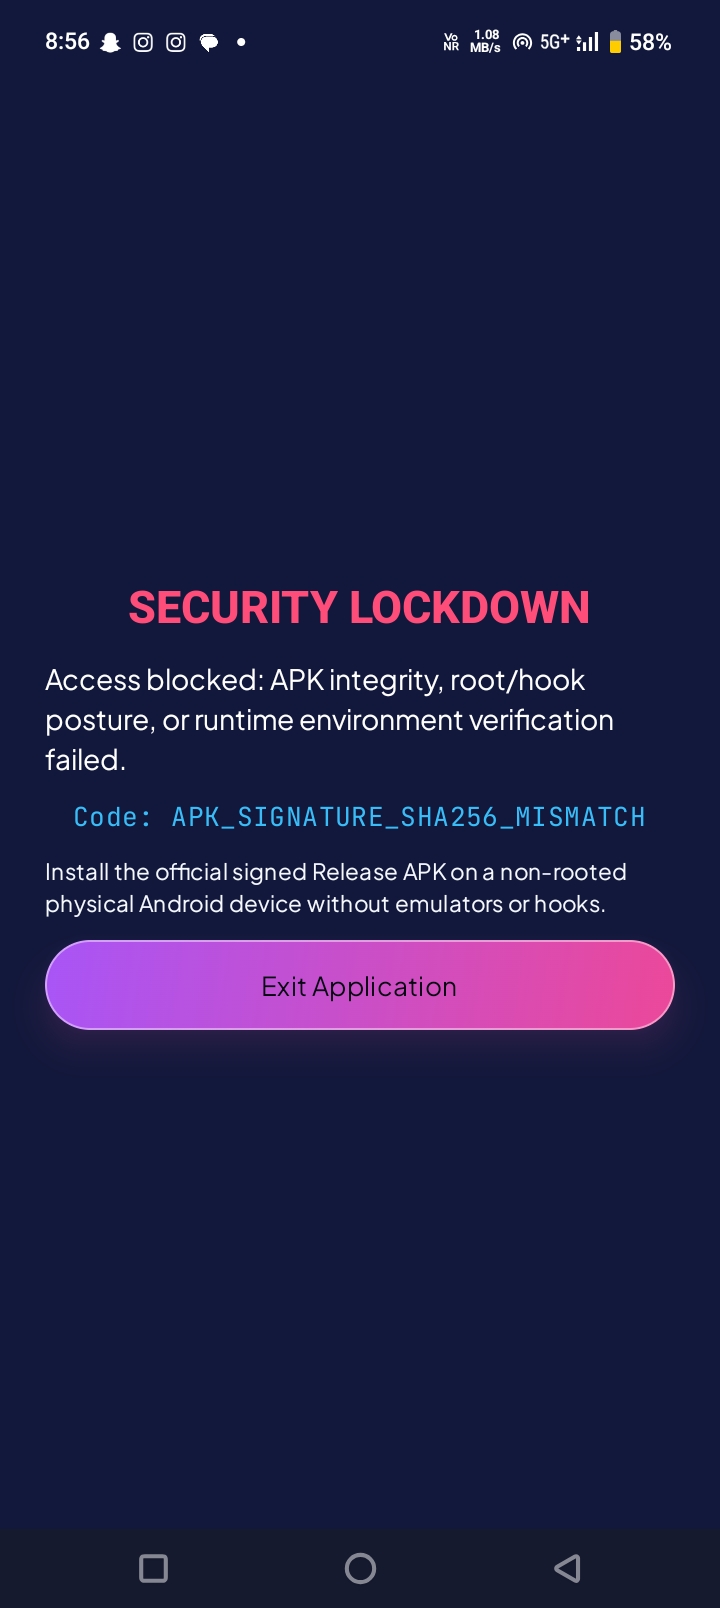 8:56
Vo NR 1.08 MB/s 5G+ 58%
SECURITY LOCKDOWN
Access blocked: APK integrity, root/hook
posture, or runtime environment verification
failed.
Code: APK_SIGNATURE_SHA256_MISMATCH
Install the official signed Release APK on a non-rooted
physical Android device without emulators or hooks.
Exit Application